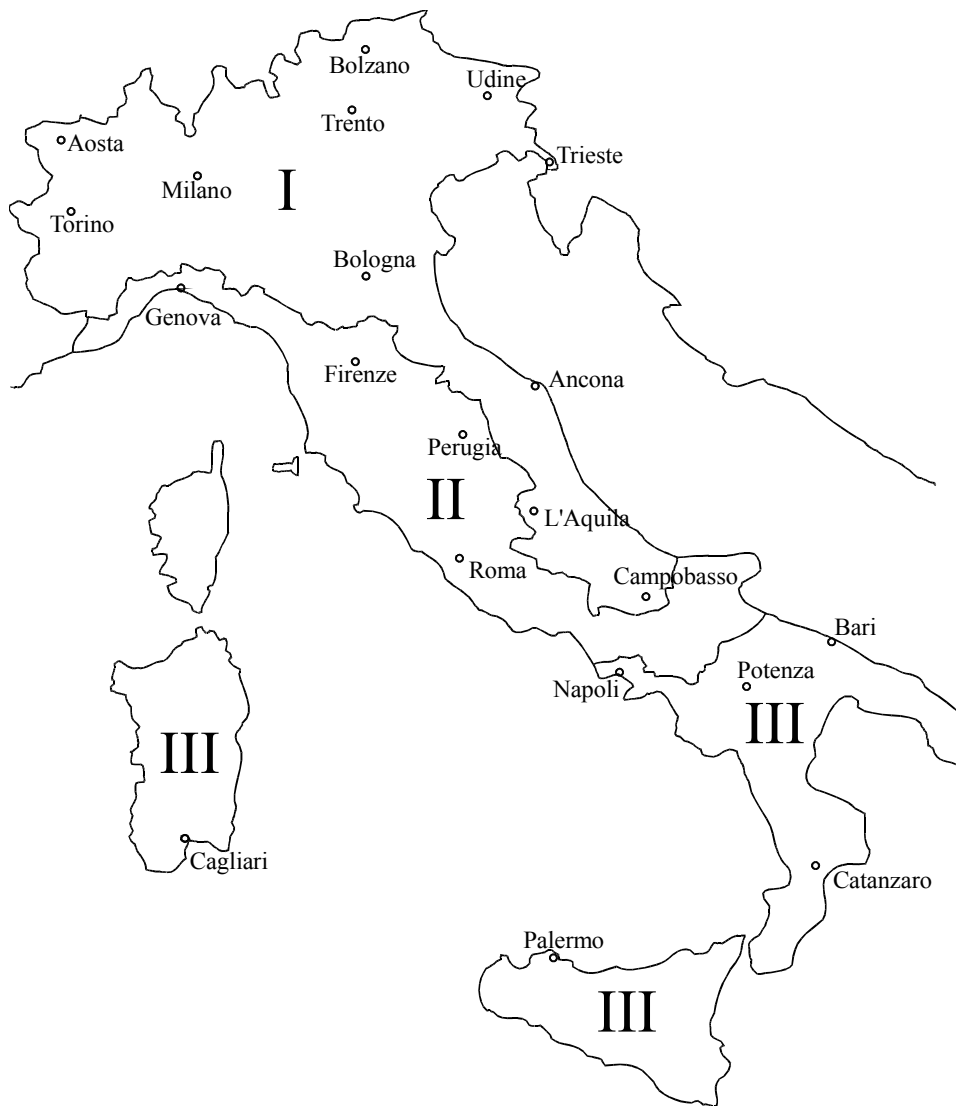 Bolzano
Udine
Trento
Aosta
Trieste
Milano
I
Torino
Bologna
Genova
Firenze
Ancona
Perugia
II
L'Aquila
Roma
Campobasso
Bari
Napoli
Potenza
III
III
Cagliari
Catanzaro
Palermo
III